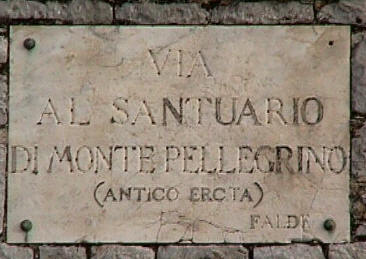 VIA
AL SANTUARIO
DI MONTE PELLEGRINO
(ANTICO ERCTA)
FALDE